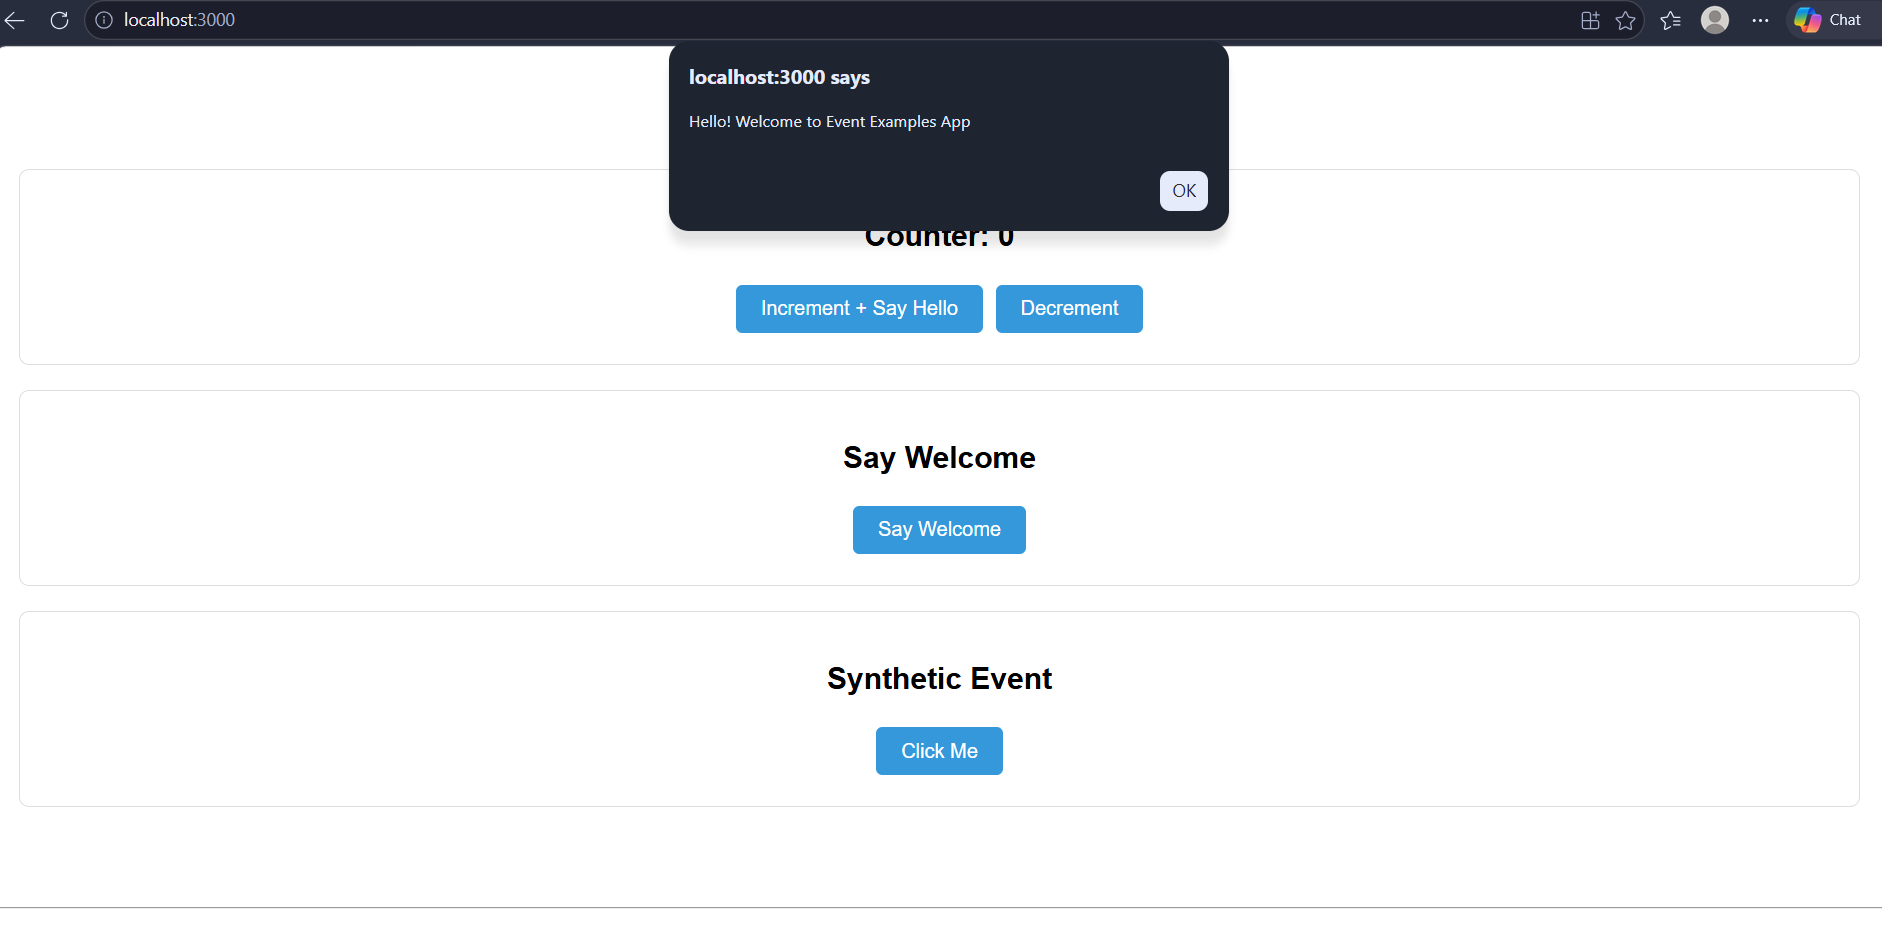 localhost:3000
Chat
localhost:3000 says
Hello! Welcome to Event Examples App
OK
Counter: 0
Increment + Say Hello
Decrement
Say Welcome
Say Welcome
Synthetic Event
Click Me